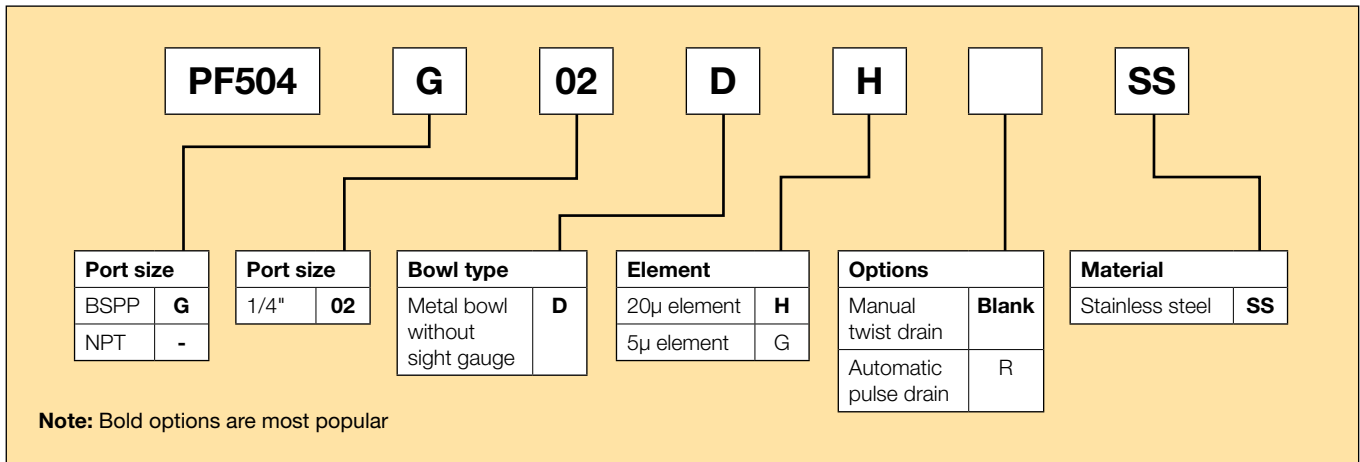 PF504 G 02 D H SS
Port size
BSPP G
NPT -
Port size
1/4" 02
Bowl type
Metal bowl D
without
sight gauge
Element
20µ element H
5µ element G
Options
Manual Blank
twist drain
Automatic R
pulse drain
Material
Stainless steel SS
Note: Bold options are most popular